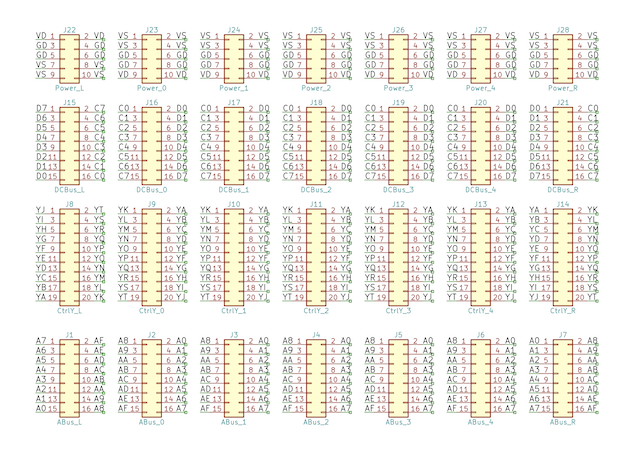 J22 J23 J24 J25 J26 J27 J28
VD 1 2 VD VS 1 2 VS VS 1 2 VS VS 1 2 VS VS 1 2 VS VS 1 2 VS VS 1 2 VS
GD 3 4 GD VS 3 4 VS VS 3 4 VS VS 3 4 VS VS 3 4 VS VS 3 4 VS VS 3 4 VS
GD 5 6 GD GD 5 6 GD GD 5 6 GD GD 5 6 GD GD 5 6 GD GD 5 6 GD GD 5 6 GD
VS 7 8 VS GD 7 8 GD GD 7 8 GD GD 7 8 GD GD 7 8 GD GD 7 8 GD GD 7 8 GD
VS 9 10 VD 9 10 VD VD 9 10 VD VD 9 10 VD VD 9 10 VD VD 9 10 VD VD 9 10 VD
Power_L Power_0 Power_1 Power_2 Power_3 Power_4 Power_R
J15 J16 J17 J18 J19 J20 J21
D7 1 2 C7 C0 1 2 D0 C0 1 2 D0 C0 1 2 D0 C0 1 2 D0 C0 1 2 D0 D0 1 2 C0
D6 3 4 C6 C1 3 4 D1 C1 3 4 D1 C1 3 4 D1 C1 3 4 D1 C1 3 4 D1 D1 3 4 C1
D5 5 6 C5 C2 5 6 D2 C2 5 6 D2 C2 5 6 D2 C2 5 6 D2 C2 5 6 D2 D2 5 6 C2
D4 7 8 C4 C3 7 8 D3 C3 7 8 D3 C3 7 8 D3 C3 7 8 D3 C3 7 8 D3 D3 7 8 C3
D3 9 10 C3 C4 9 10 D4 C4 9 10 D4 C4 9 10 D4 C4 9 10 D4 C4 9 10 D4 D4 9 10 C4
D2 11 12 C2 C5 11 12 D5 C5 11 12 D5 C5 11 12 D5 C5 11 12 D5 C5 11 12 D5 D5 11 12 C5
D1 13 14 C1 C6 13 14 D6 C6 13 14 D6 C6 13 14 D6 C6 13 14 D6 C6 13 14 D6 D6 13 14 C6
D0 15 16 C0 C7 15 16 D7 C7 15 16 D7 C7 15 16 D7 C7 15 16 D7 C7 15 16 D7 D7 15 16 C7
DCBus_L DCBus_0 DCBus_1 DCBus_2 DCBus_3 DCBus_4 DCBus_R
J8 J9 J10 J11 J12 J13 J14
YJ 1 2 YT YK 1 2 YA YK 1 2 YA YK 1 2 YA YK 1 2 YA YK 1 2 YA YA 1 2 YK
YI 3 4 YS YL 3 4 YB YL 3 4 YB YL 3 4 YB YL 3 4 YB YL 3 4 YB YB 3 4 YL
YH 5 6 YR YM 5 6 YC YM 5 6 YC YM 5 6 YC YM 5 6 YC YM 5 6 YC YC 5 6 YM
YG 7 8 YQ YN 7 8 YD YN 7 8 YD YN 7 8 YD YN 7 8 YD YN 7 8 YD YD 7 8 YN
YF 9 10 YP YO 9 10 YE YO 9 10 YE YO 9 10 YE YO 9 10 YE YO 9 10 YE YE 9 10 YO
YE 11 12 YO YP 11 12 YF YP 11 12 YF YP 11 12 YF YP 11 12 YF YP 11 12 YF YF 11 12 YP
YD 13 14 YN YQ 13 14 YG YQ 13 14 YG YQ 13 14 YG YQ 13 14 YG YQ 13 14 YG YG 13 14 YQ
YC 15 16 YM YR 15 16 YH YR 15 16 YH YR 15 16 YH YR 15 16 YH YR 15 16 YH YH 15 16 YR
YB 17 18 YL YS 17 18 YI YS 17 18 YI YS 17 18 YI YS 17 18 YI YS 17 18 YI YI 17 18 YS
YA 19 20 YK YT 19 20 YJ YT 19 20 YJ YT 19 20 YJ YT 19 20 YJ YT 19 20 YJ YJ 19 20 YT
CtrlY_L CtrlY_0 CtrlY_1 CtrlY_2 CtrlY_3 CtrlY_4 CtrlY_R
J1 J2 J3 J4 J5 J6 J7
A7 1 2 AF A8 1 2 A0 A8 1 2 A0 A8 1 2 A0 A8 1 2 A0 A8 1 2 A0 A0 1 2 A8
A6 3 4 AE A9 3 4 A1 A9 3 4 A1 A9 3 4 A1 A9 3 4 A1 A9 3 4 A1 A1 3 4 A9
A5 5 6 AD AA 5 6 A2 AA 5 6 A2 AA 5 6 A2 AA 5 6 A2 AA 5 6 A2 A2 5 6 AA
A4 7 8 AC AB 7 8 A3 AB 7 8 A3 AB 7 8 A3 AB 7 8 A3 AB 7 8 A3 A3 7 8 AB
A3 9 10 AB AC 9 10 A4 AC 9 10 A4 AC 9 10 A4 AC 9 10 A4 AC 9 10 A4 A4 9 10 AC
A2 11 12 AA AD 11 12 A5 AD 11 12 A5 AD 11 12 A5 AD 11 12 A5 AD 11 12 A5 A5 11 12 AD
A1 13 14 A9 AE 13 14 A6 AE 13 14 A6 AE 13 14 A6 AE 13 14 A6 AE 13 14 A6 A6 13 14 AE
A0 15 16 A8 AF 15 16 A7 AF 15 16 A7 AF 15 16 A7 AF 15 16 A7 AF 15 16 A7 A7 15 16 AF
ABus_L ABus_0 ABus_1 ABus_2 ABus_3 ABus_4 ABus_R